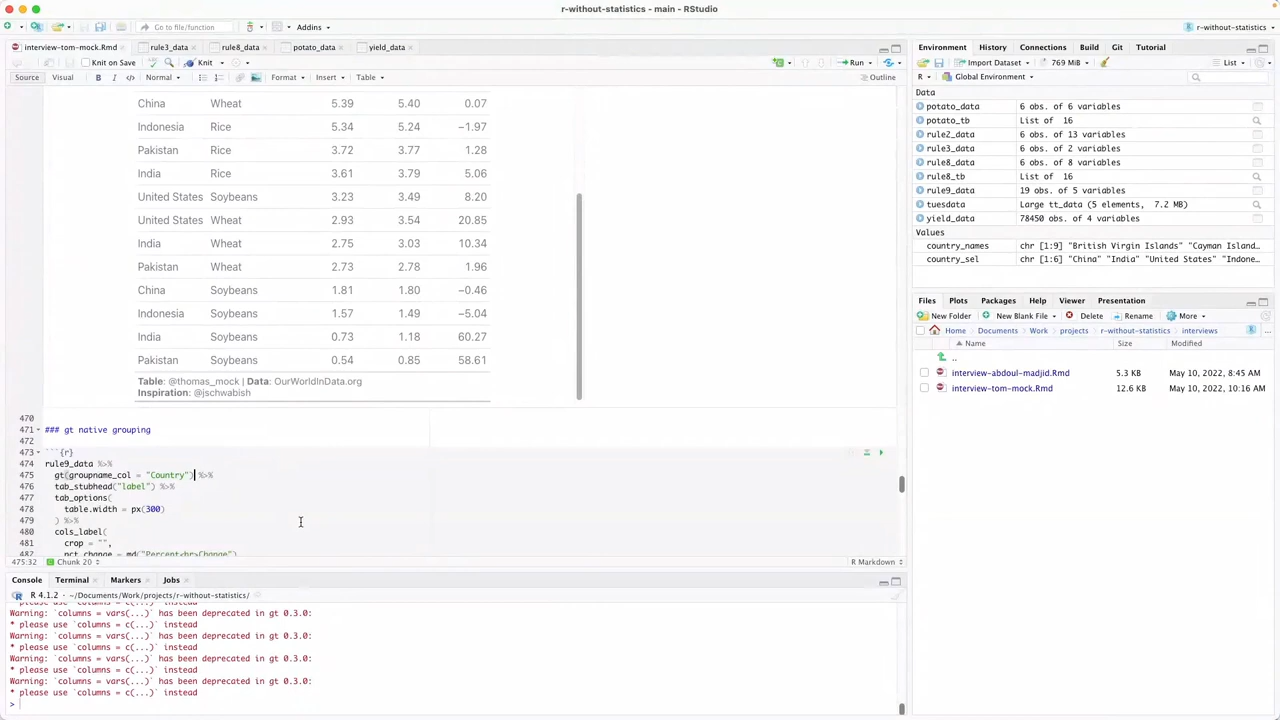 r-without-statistics - main - RStudio
Go to file/function
Addins
r-without-statistics
interview-tom-mock.Rmd
rule3_data
rule8_data
potato_data
yield_data
Knit on Save
Knit
Run
Source
Visual
B
I
</>
Normal
Format
Insert
Table
Outline
China Wheat 5.39 5.40 0.07
Indonesia Rice 5.34 5.24 −1.97
Pakistan Rice 3.72 3.77 1.28
India Rice 3.61 3.79 5.06
United States Soybeans 3.23 3.49 8.20
United States Wheat 2.93 3.54 20.85
India Wheat 2.75 3.03 10.34
Pakistan Wheat 2.73 2.78 1.96
China Soybeans 1.81 1.80 −0.46
Indonesia Soybeans 1.57 1.49 −5.04
India Soybeans 0.73 1.18 60.27
Pakistan Soybeans 0.54 0.85 58.61
Table: @thomas_mock | Data: OurWorldInData.org
Inspiration: @jschwabish
470
471 ### gt native grouping
472
473 ```{r}
474 rule9_data %>%
475 gt(groupname_col = "Country") %>%
476 tab_stubhead("label") %>%
477 tab_options(
478 table.width = px(300)
479 ) %>%
480 cols_label(
481 crop = "",
482 pct_change = md("Percent<br>Change")
475:32 Chunk 20 R Markdown
Console Terminal Markers Jobs
R 4.1.2 · ~/Documents/Work/projects/r-without-statistics/
* please use `columns = c(...)` instead
Warning: `columns = vars(...)` has been deprecated in gt 0.3.0:
* please use `columns = c(...)` instead
Warning: `columns = vars(...)` has been deprecated in gt 0.3.0:
* please use `columns = c(...)` instead
Warning: `columns = vars(...)` has been deprecated in gt 0.3.0:
* please use `columns = c(...)` instead
Warning: `columns = vars(...)` has been deprecated in gt 0.3.0:
* please use `columns = c(...)` instead
>
Environment History Connections Build Git Tutorial
Import Dataset 769 MiB List
R Global Environment
Data
potato_data 6 obs. of 6 variables
potato_tb List of 16
rule2_data 6 obs. of 13 variables
rule3_data 6 obs. of 2 variables
rule8_data 6 obs. of 8 variables
rule8_tb List of 16
rule9_data 19 obs. of 5 variables
tuesdata Large tt_data (5 elements, 7.2 MB)
yield_data 78450 obs. of 4 variables
Values
country_names chr [1:9] "British Virgin Islands" "Cayman Island…
country_sel chr [1:6] "China" "India" "United States" "Indone…
Files Plots Packages Help Viewer Presentation
New Folder New Blank File Delete Rename More
Home Documents Work projects r-without-statistics interviews ...
Name Size Modified
..
interview-abdoul-madjid.Rmd 5.3 KB May 10, 2022, 8:45 AM
interview-tom-mock.Rmd 12.6 KB May 10, 2022, 10:16 AM